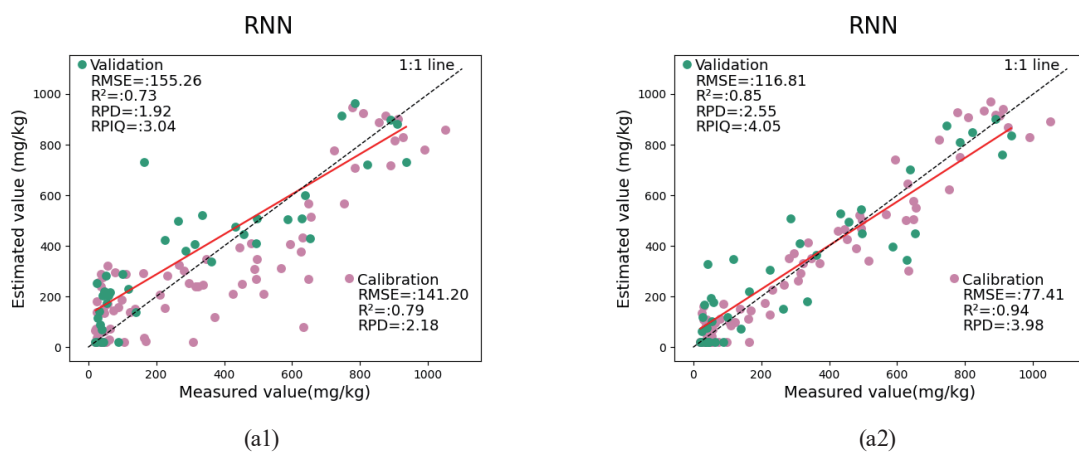 RNN
Validation
RMSE=:155.26
R²=:0.73
RPD=:1.92
RPIQ=:3.04
1:1 line
Calibration
RMSE=:141.20
R²=:0.79
RPD=:2.18
1000
800
600
400
200
0
Estimated value (mg/kg)
0 200 400 600 800 1000
Measured value(mg/kg)
(a1)
RNN
Validation
RMSE=:116.81
R²=:0.85
RPD=:2.55
RPIQ=:4.05
1:1 line
Calibration
RMSE=:77.41
R²=:0.94
RPD=:3.98
1000
800
600
400
200
0
Estimated value (mg/kg)
0 200 400 600 800 1000
Measured value(mg/kg)
(a2)